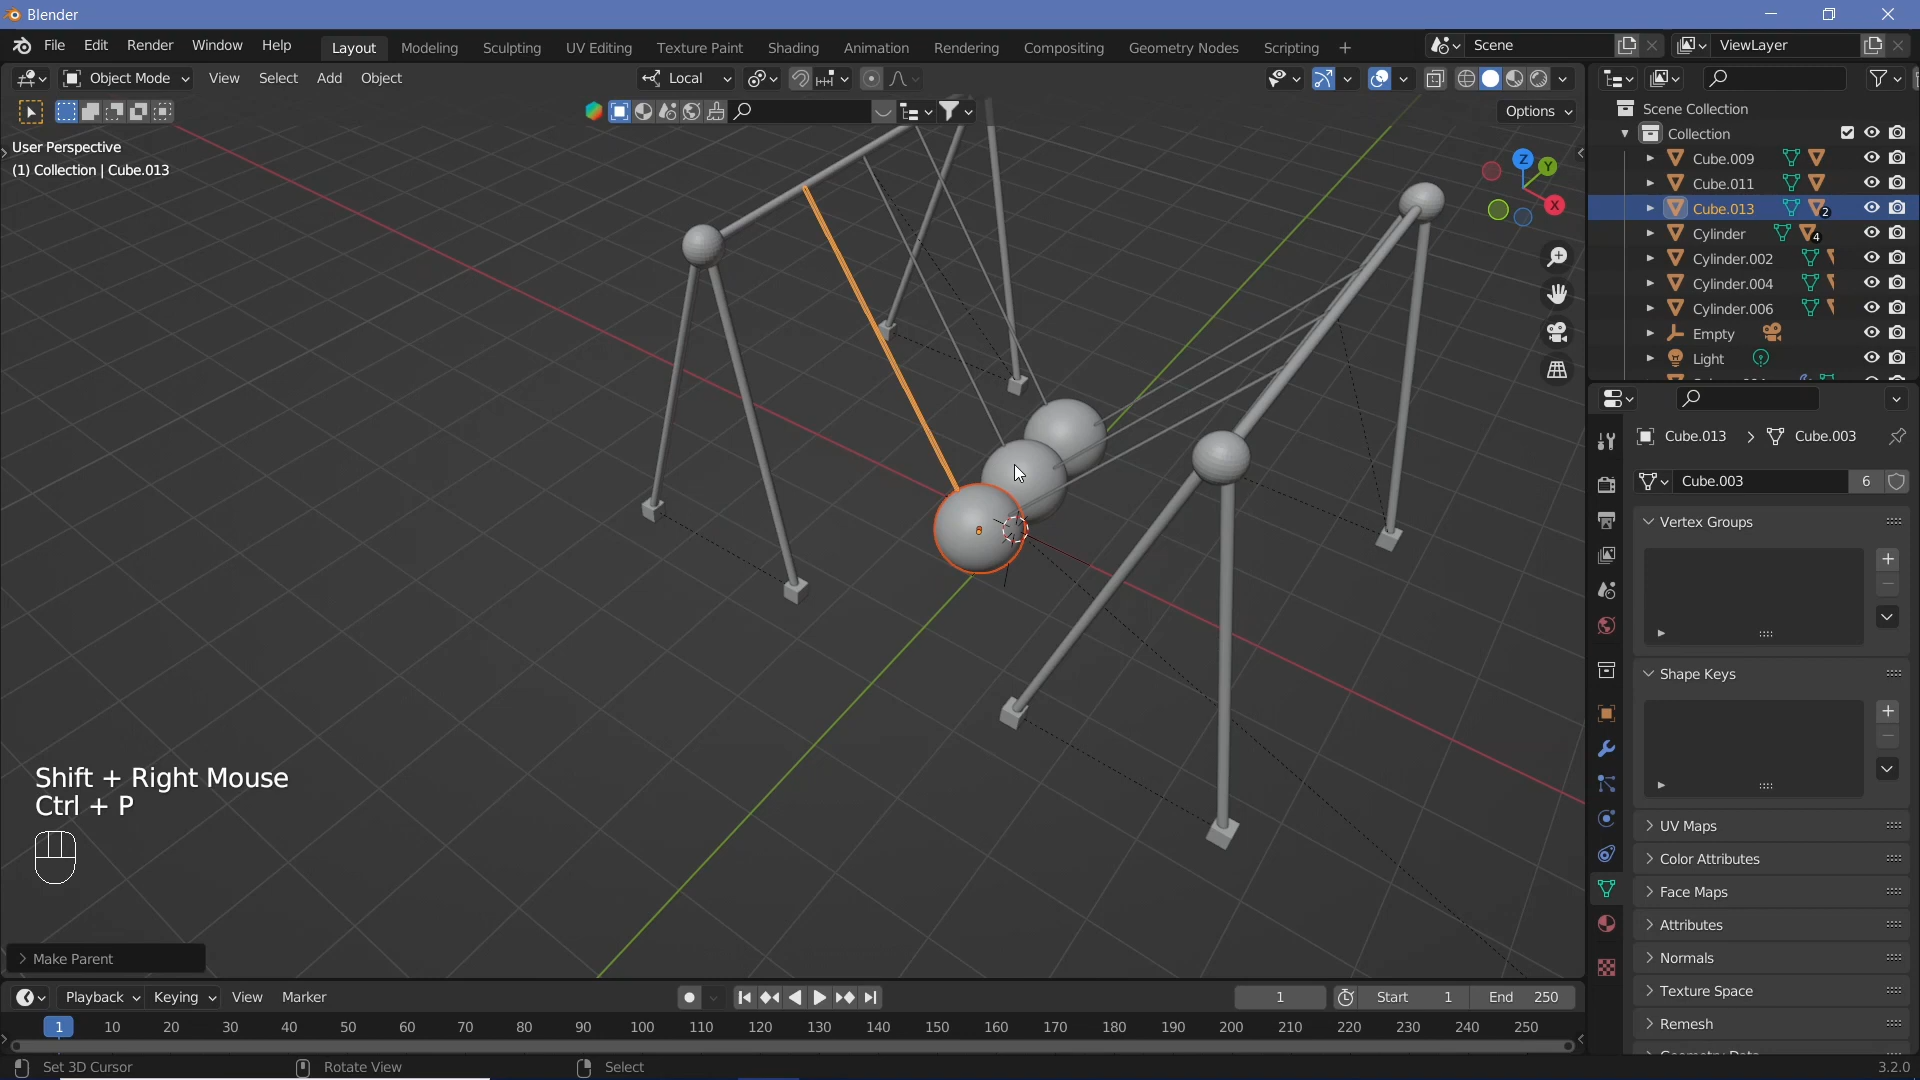 Blender
File Edit Render Window Help Layout Modeling Sculpting UV Editing Texture Paint Shading Animation Rendering Compositing Geometry Nodes Scripting + Scene ViewLayer
Object Mode View Select Add Object Local
Options
User Perspective
(1) Collection | Cube.013
Z Y X
Scene Collection
Collection
Cube.009
Cube.011
Cube.013 2
Cylinder 4
Cylinder.002
Cylinder.004
Cylinder.006
Empty
Light
Cube.013 > Cube.003
Cube.003 6
Vertex Groups
Shape Keys
UV Maps
Color Attributes
Face Maps
Attributes
Normals
Texture Space
Remesh
Shift + Right Mouse
Ctrl + P
Make Parent
Playback Keying View Marker 1 Start 1 End 250
1 10 20 30 40 50 60 70 80 90 100 110 120 130 140 150 160 170 180 190 200 210 220 230 240 250
Set 3D Cursor Rotate View Select 3.2.0